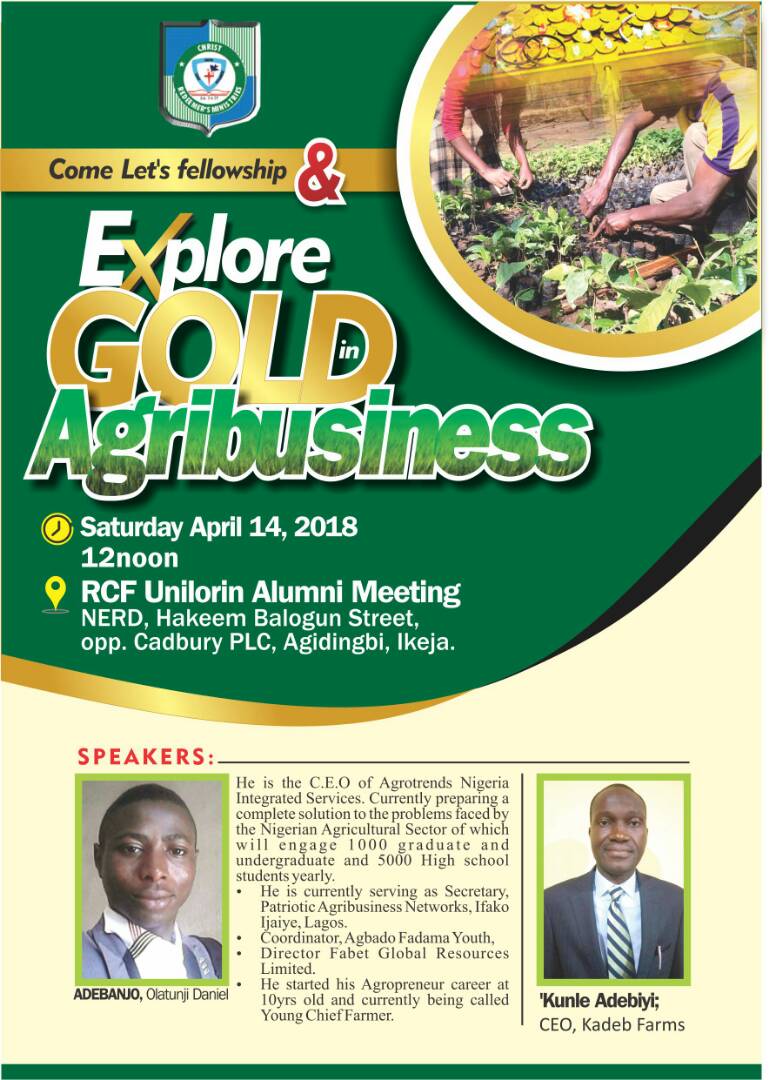 CHRIST
REDEEMER'S MINISTRIES
Come Let's fellowship &
Explore
GOLD in
Agribusiness
Saturday April 14, 2018
12noon
RCF Unilorin Alumni Meeting
NERD, Hakeem Balogun Street,
opp. Cadbury PLC, Agidingbi, Ikeja.
SPEAKERS:
He is the C.E.O of Agrotrends Nigeria
Integrated Services. Currently preparing a
complete solution to the problems faced by
the Nigerian Agricultural Sector of which
will engage 1000 graduate and
undergraduate and 5000 High school
students yearly.
• He is currently serving as Secretary,
Patriotic Agribusiness Networks, Ifako
Ijaiye, Lagos.
• Coordinator, Agbado Fadama Youth,
• Director Fabet Global Resources
Limited.
• He started his Agropreneur career at
10yrs old and currently being called
Young Chief Farmer.
ADEBANJO, Olatunji Daniel
'Kunle Adebiyi;
CEO, Kadeb Farms